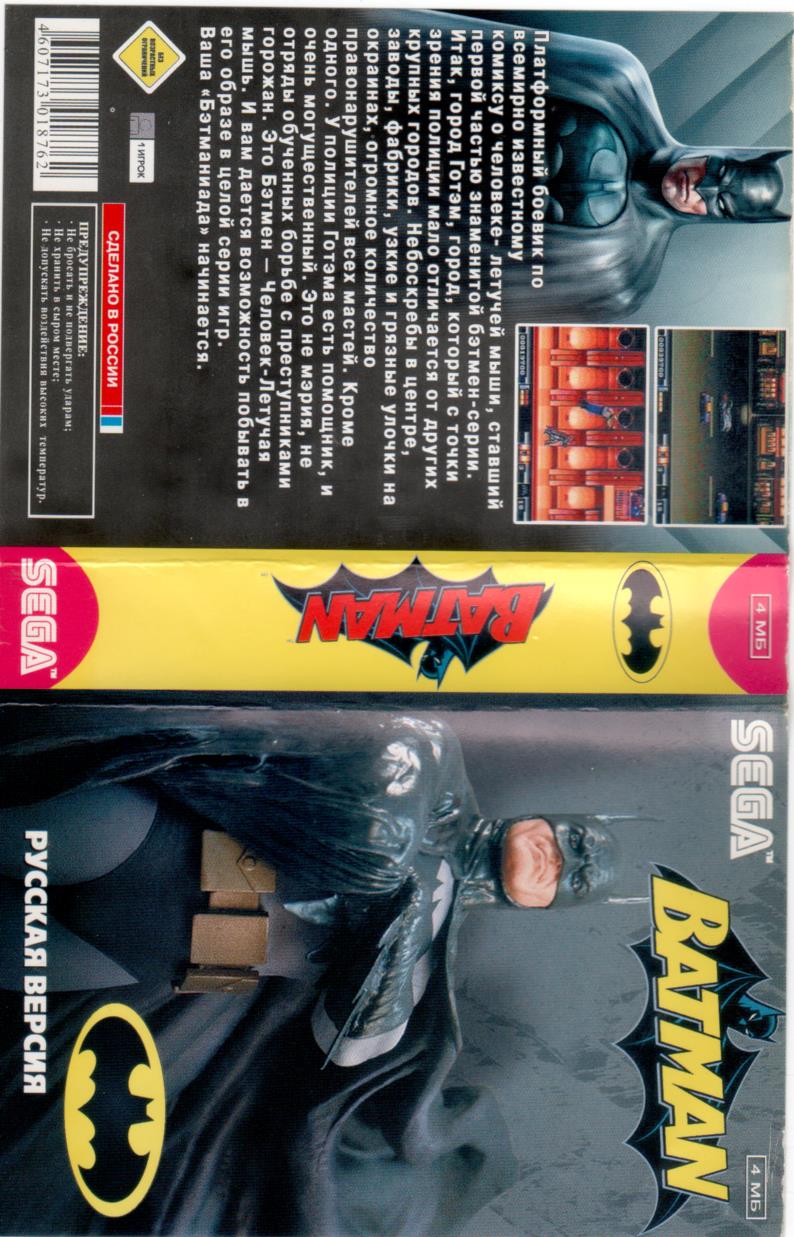 Платформный боевик по
всемирно известному
комиксу о человеке- летучей мыши, ставший
первой частью знаменитой бэтмен-серии.
Итак, город Готэм, город, который с точки
зрения полиции мало отличается от других
крупных городов. Небоскребы в центре,
заводы, фабрики, узкие и грязные улочки на
окраинах, огромное количество
правонарушителей всех мастей. Кроме
одного. У полиции Готэма есть помощник, и
очень могущественный. Это не мэрия, не
отряды обученных борьбе с преступниками
горожан. Это Бэтмен — Человек-Летучая
мышь. И вам дается возможность побывать в
его образе в целой серии игр.
Ваша «Бэтманиада» начинается.
БЕЗ
ВОЗРАСТНЫХ
ОГРАНИЧЕНИЙ
1 ИГРОК
СДЕЛАНО В РОССИИ
ПРЕДУПРЕЖДЕНИЕ:
· Не бросать и не подвергать ударам;
· Не хранить в сыром месте;
· Не допускать воздействия высоких температур.
4 607173 018762
4 МБ
BATMAN
SEGA™
SEGA™
4 МБ
BATMAN
РУССКАЯ ВЕРСИЯ